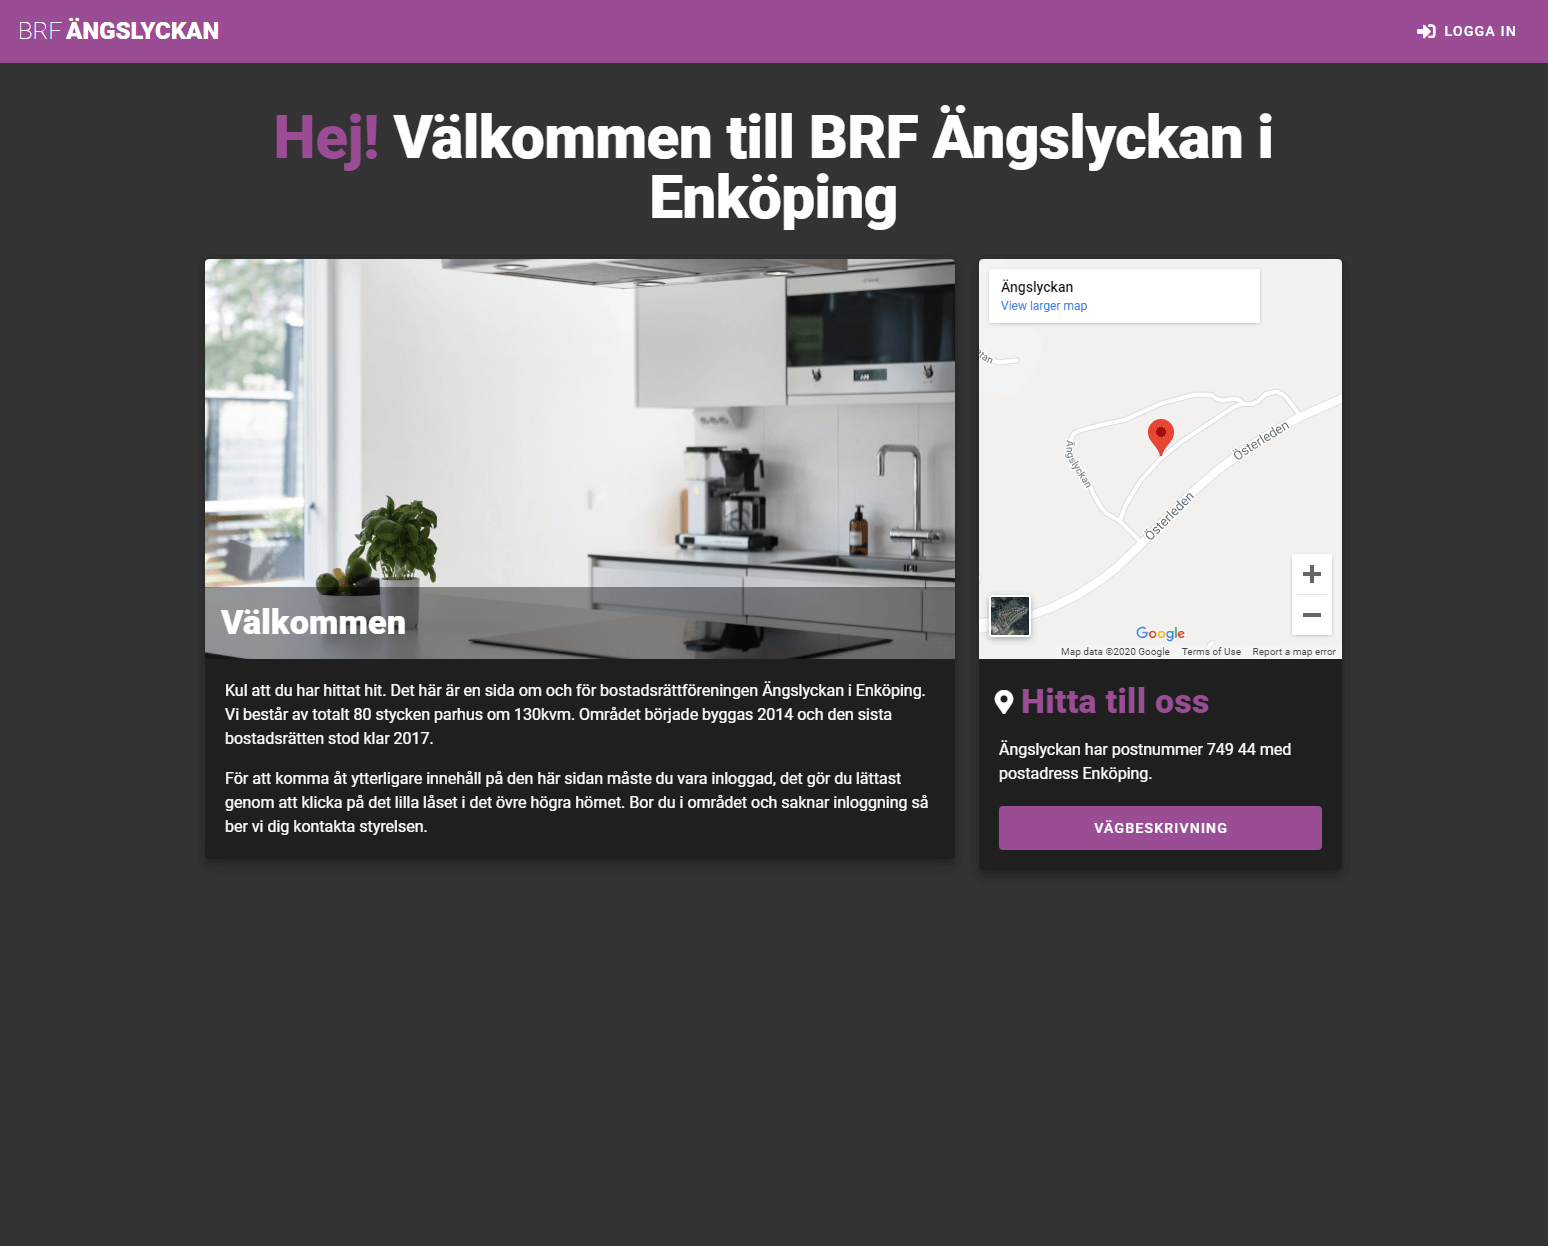 BRF ÄNGSLYCKAN
LOGGA IN
Hej! Välkommen till BRF Ängslyckan i
Enköping
Välkommen
Kul att du har hittat hit. Det här är en sida om och för bostadsrättföreningen Ängslyckan i Enköping.
Vi består av totalt 80 stycken parhus om 130kvm. Området började byggas 2014 och den sista
bostadsrätten stod klar 2017.
För att komma åt ytterligare innehåll på den här sidan måste du vara inloggad, det gör du lättast
genom att klicka på det lilla låset i det övre högra hörnet. Bor du i området och saknar inloggning så
ber vi dig kontakta styrelsen.
Ängslyckan
View larger map
Österleden
Ängslyckan
Österleden
Google
Map data ©2020 Google Terms of Use Report a map error
Hitta till oss
Ängslyckan har postnummer 749 44 med
postadress Enköping.
VÄGBESKRIVNING